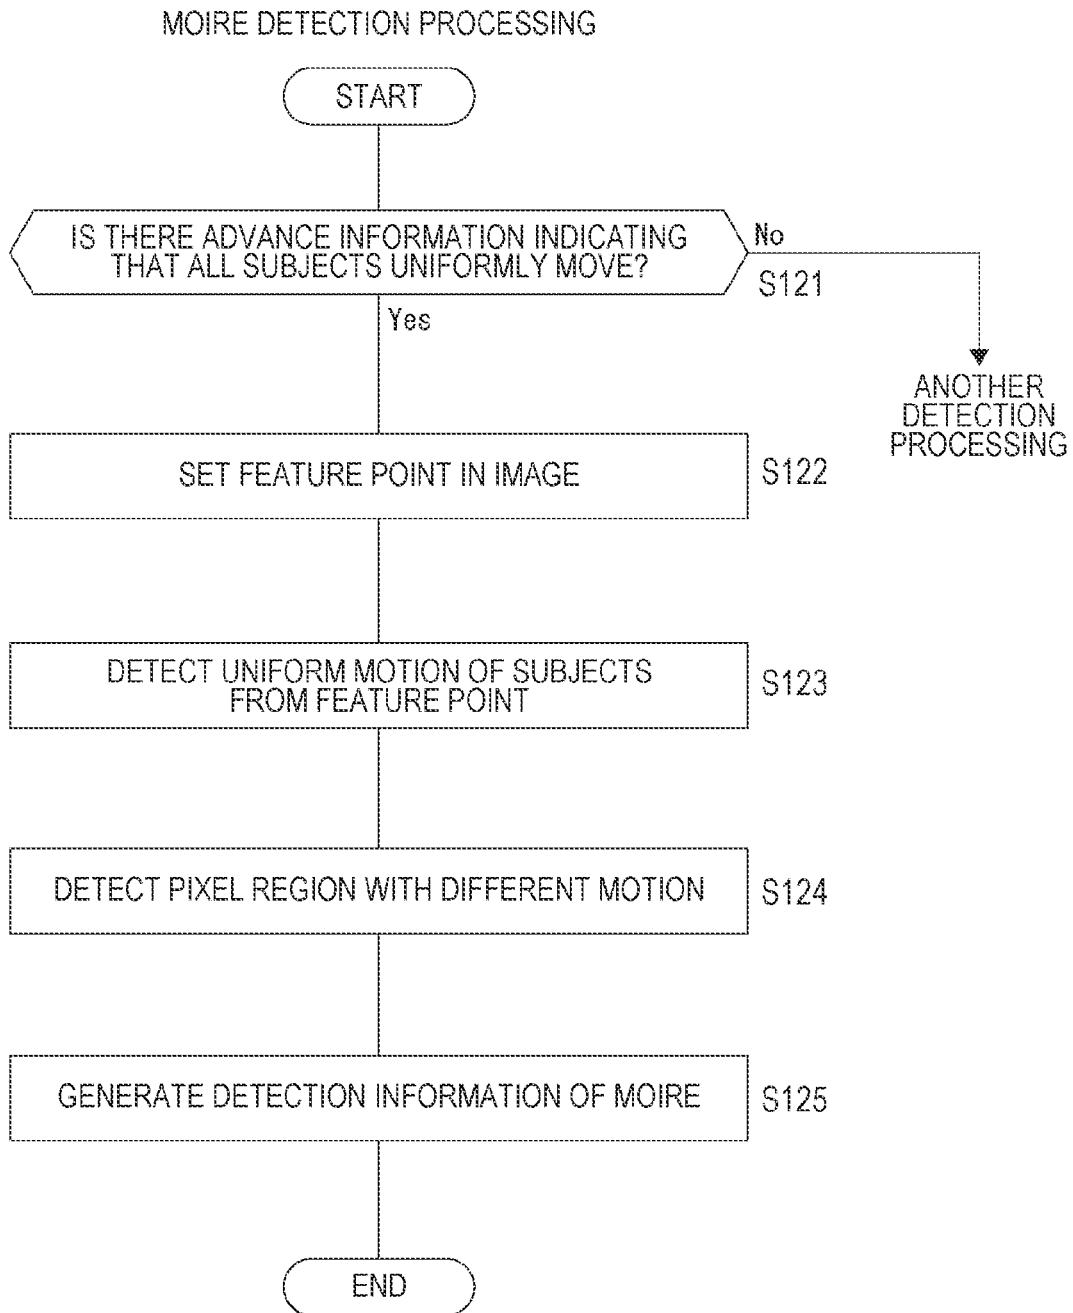 MOIRE DETECTION PROCESSING
START
IS THERE ADVANCE INFORMATION INDICATING
THAT ALL SUBJECTS UNIFORMLY MOVE?
No
S121
Yes
ANOTHER
DETECTION
PROCESSING
SET FEATURE POINT IN IMAGE
S122
DETECT UNIFORM MOTION OF SUBJECTS
FROM FEATURE POINT
S123
DETECT PIXEL REGION WITH DIFFERENT MOTION
S124
GENERATE DETECTION INFORMATION OF MOIRE
S125
END